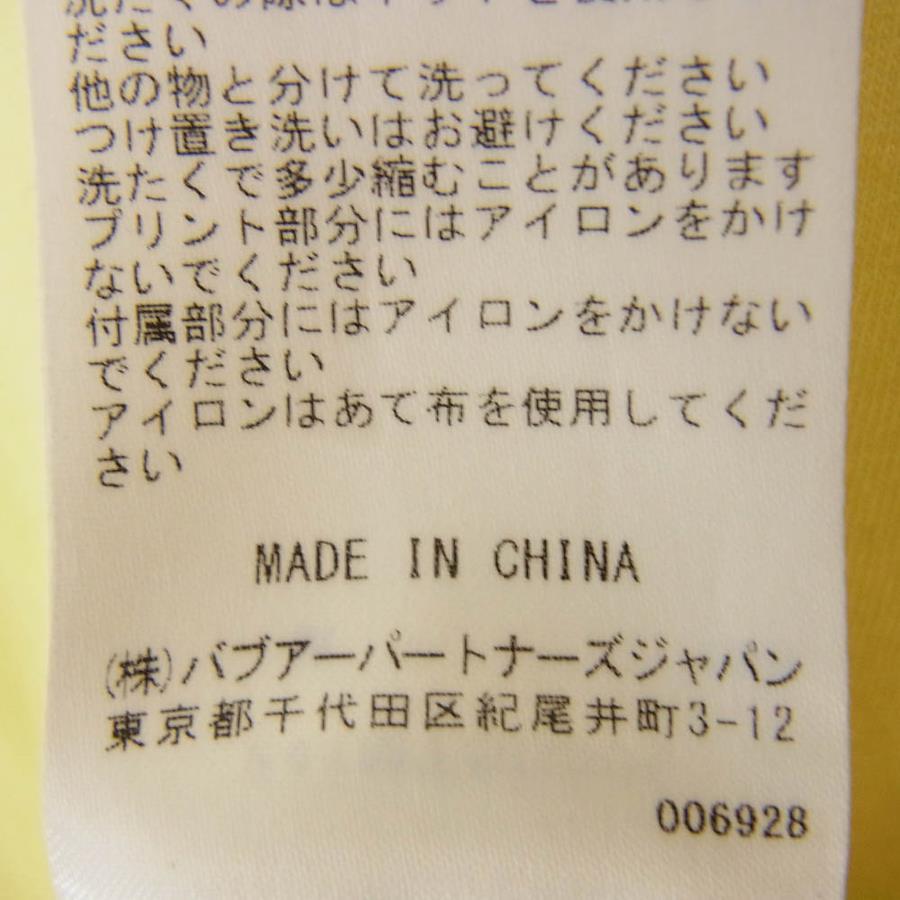 ださい
他の物と分けて洗ってください
つけ置き洗いはお避けください
洗たくで多少縮むことがあります
プリント部分にはアイロンをかけ
ないでください
付属部分にはアイロンをかけない
でください
アイロンはあて布を使用してくだ
さい
MADE IN CHINA
(株)バブアーパートナーズジャパン
東京都千代田区紀尾井町3-12
006928